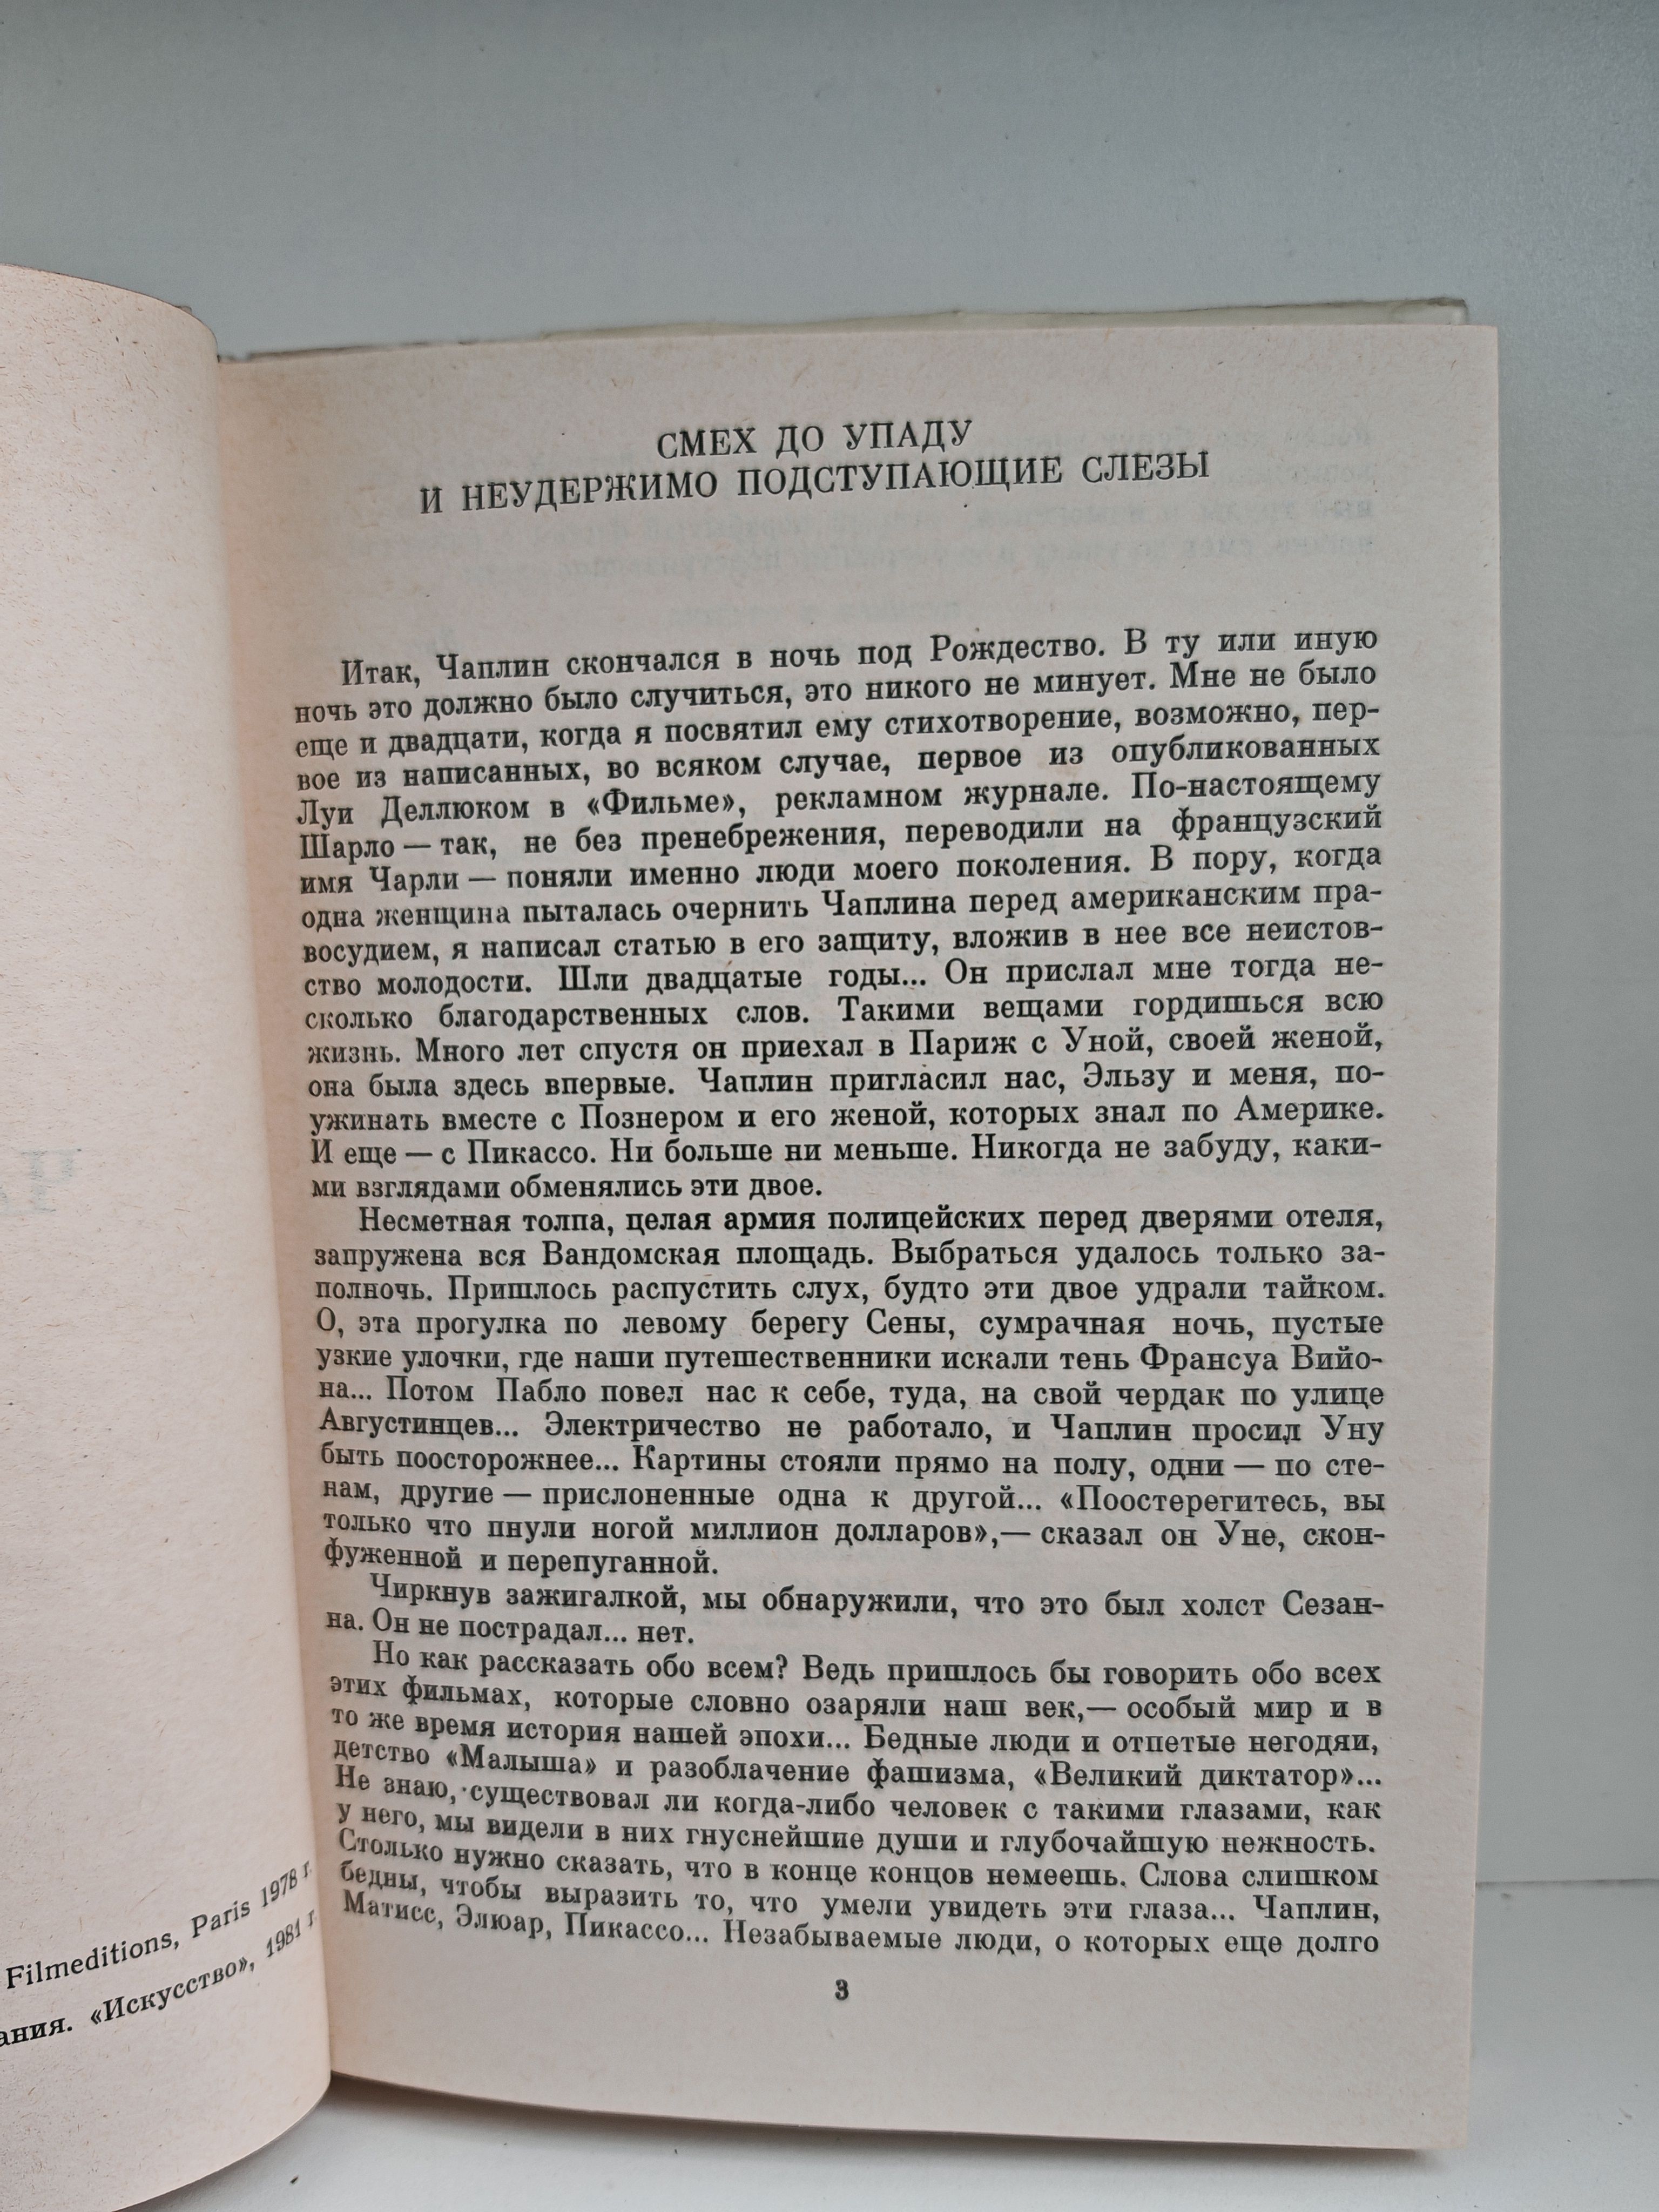 Filmeditions, Paris 1978 г.
«Искусство», 1981 г.
СМЕХ ДО УПАДУ
И НЕУДЕРЖИМО ПОДСТУПАЮЩИЕ СЛЕЗЫ
Итак, Чаплин скончался в ночь под Рождество. В ту или иную
ночь это должно было случиться, это никого не минует. Мне не было
еще и двадцати, когда я посвятил ему стихотворение, возможно, пер-
вое из написанных, во всяком случае, первое из опубликованных
Луи Деллюком в «Фильме», рекламном журнале. По-настоящему
Шарло — так, не без пренебрежения, переводили на французский
имя Чарли — поняли именно люди моего поколения. В пору, когда
одна женщина пыталась очернить Чаплина перед американским пра-
восудием, я написал статью в его защиту, вложив в нее все неистов-
ство молодости. Шли двадцатые годы... Он прислал мне тогда не-
сколько благодарственных слов. Такими вещами гордишься всю
жизнь. Много лет спустя он приехал в Париж с Уной, своей женой,
она была здесь впервые. Чаплин пригласил нас, Эльзу и меня, по-
ужинать вместе с Познером и его женой, которых знал по Америке.
И еще — с Пикассо. Ни больше ни меньше. Никогда не забуду, каки-
ми взглядами обменялись эти двое.
Несметная толпа, целая армия полицейских перед дверями отеля,
запружена вся Вандомская площадь. Выбраться удалось только за-
полночь. Пришлось распустить слух, будто эти двое удрали тайком.
О, эта прогулка по левому берегу Сены, сумрачная ночь, пустые
узкие улочки, где наши путешественники искали тень Франсуа Вийо-
на... Потом Пабло повел нас к себе, туда, на свой чердак по улице
Августинцев... Электричество не работало, и Чаплин просил Уну
быть поосторожнее... Картины стояли прямо на полу, одни — по сте-
нам, другие — прислоненные одна к другой... «Поостерегитесь, вы
только что пнули ногой миллион долларов»,— сказал он Уне, скон-
фуженной и перепуганной.
Чиркнув зажигалкой, мы обнаружили, что это был холст Сезан-
на. Он не пострадал... нет.
Но как рассказать обо всем? Ведь пришлось бы говорить обо всех
этих фильмах, которые словно озаряли наш век,— особый мир и в
то же время история нашей эпохи... Бедные люди и отпетые негодяи,
детство «Малыша» и разоблачение фашизма, «Великий диктатор»...
Не знаю, существовал ли когда-либо человек с такими глазами, как
у него, мы видели в них гнуснейшие души и глубочайшую нежность.
Столько нужно сказать, что в конце концов немеешь. Слова слишком
бедны, чтобы выразить то, что умели увидеть эти глаза... Чаплин,
Матисс, Элюар, Пикассо... Незабываемые люди, о которых еще долго
3